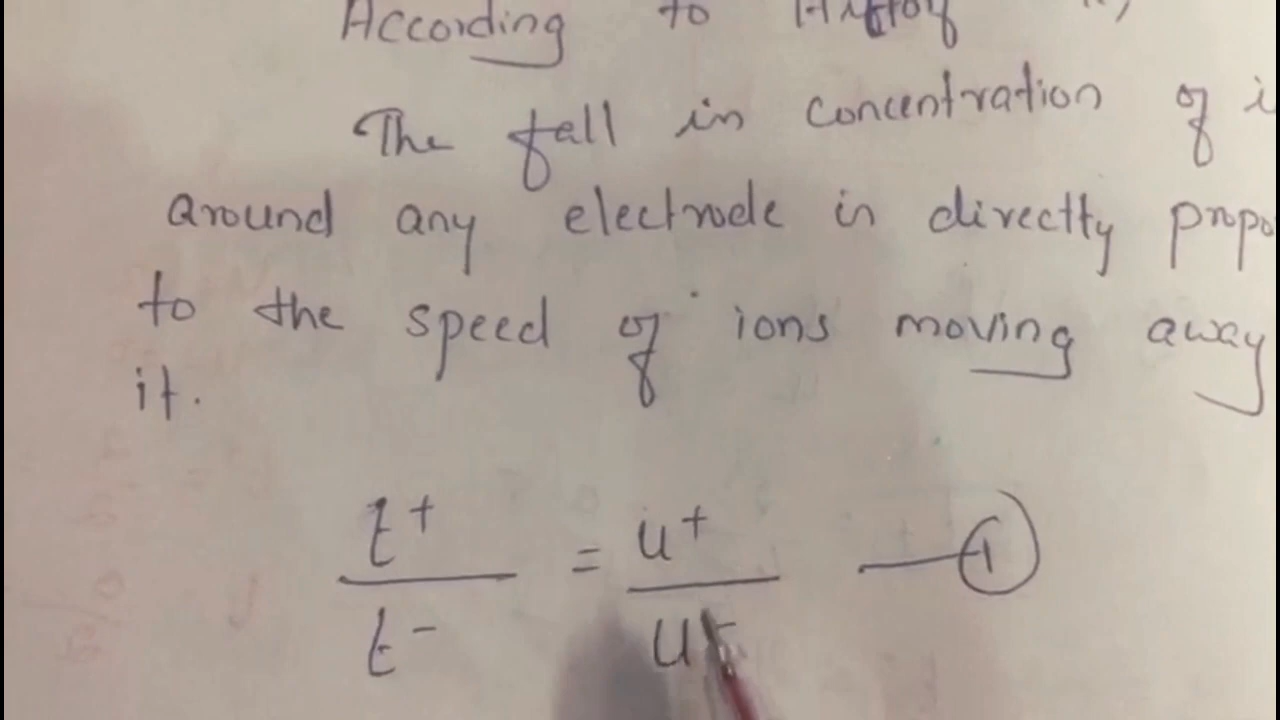 According to
The fall in concentration of i
around any electrode is directly propo
to the speed of ions moving away
it.
t+ = u+ — 1
t- u-